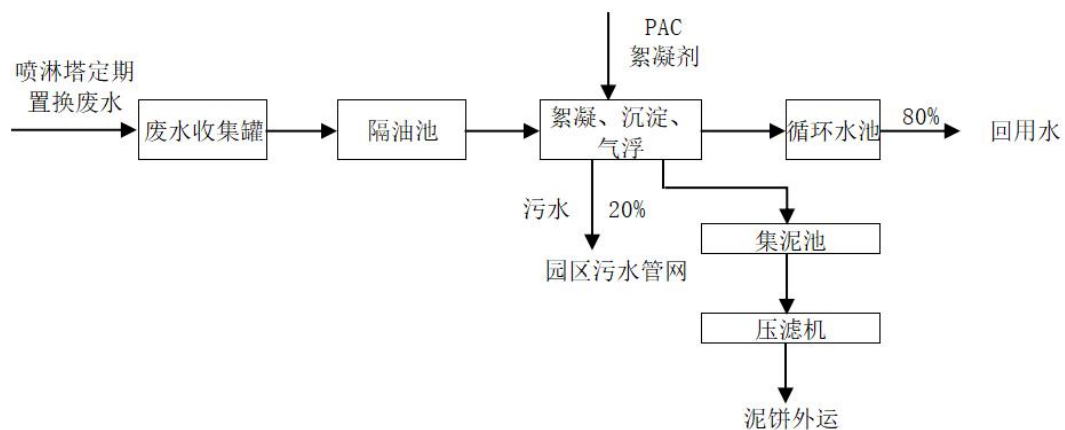 PAC
絮凝剂
喷淋塔定期
置换废水
废水收集罐
隔油池
絮凝、沉淀、
气浮
循环水池
80%
回用水
污水
20%
园区污水管网
集泥池
压滤机
泥饼外运